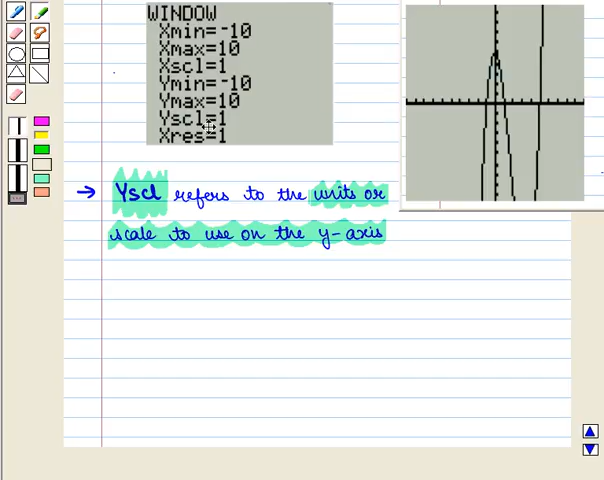 WINDOW
Xmin=-10
Xmax=10
Xscl=1
Ymin=-10
Ymax=10
Yscl=1
Xres=1
→ Yscl refers to the units or
scale to use on the y-axis